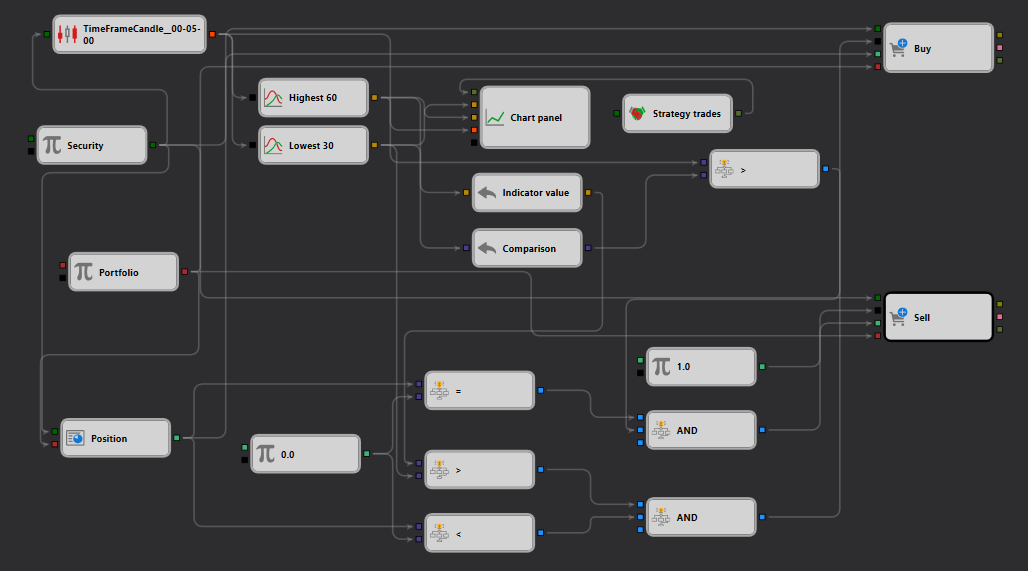 TimeFrameCandle_00-05-
00
Buy
Highest 60
Chart panel
Strategy trades
Security
Lowest 30
>
Indicator value
Comparison
Portfolio
Sell
1.0
=
AND
Position
0.0
>
AND
<